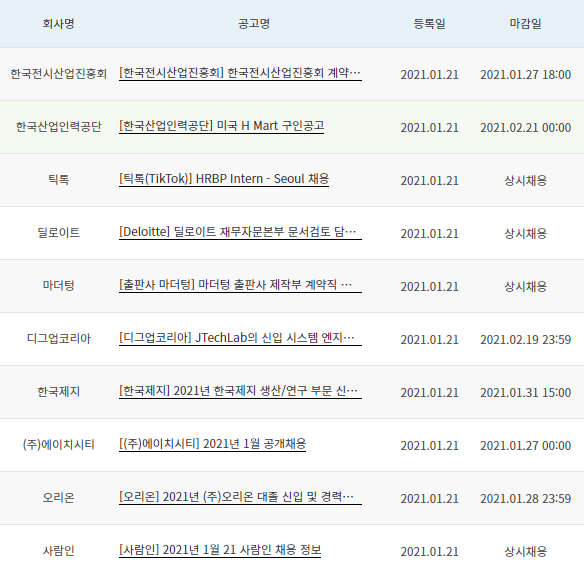 회사명 공고명 등록일 마감일
한국전시산업진흥회 [한국전시산업진흥회] 한국전시산업진흥회 계약… 2021.01.21 2021.01.27 18:00
한국산업인력공단 [한국산업인력공단] 미국 H Mart 구인공고 2021.01.21 2021.02.21 00:00
틱톡 [틱톡(TikTok)] HRBP Intern - Seoul 채용 2021.01.21 상시채용
딜로이트 [Deloitte] 딜로이트 재무자문본부 문서검토 담… 2021.01.21 상시채용
마더텅 [출판사 마더텅] 마더텅 출판사 제작부 계약직 … 2021.01.21 상시채용
디그업코리아 [디그업코리아] JTechLab의 신입 시스템 엔지… 2021.01.21 2021.02.19 23:59
한국제지 [한국제지] 2021년 한국제지 생산/연구 부문 신… 2021.01.21 2021.01.31 15:00
(주)에이치시티 [(주)에이치시티] 2021년 1월 공개채용 2021.01.21 2021.01.27 00:00
오리온 [오리온] 2021년 (주)오리온 대졸 신입 및 경력… 2021.01.21 2021.01.28 23:59
사람인 [사람인] 2021년 1월 21 사람인 채용 정보 2021.01.21 상시채용